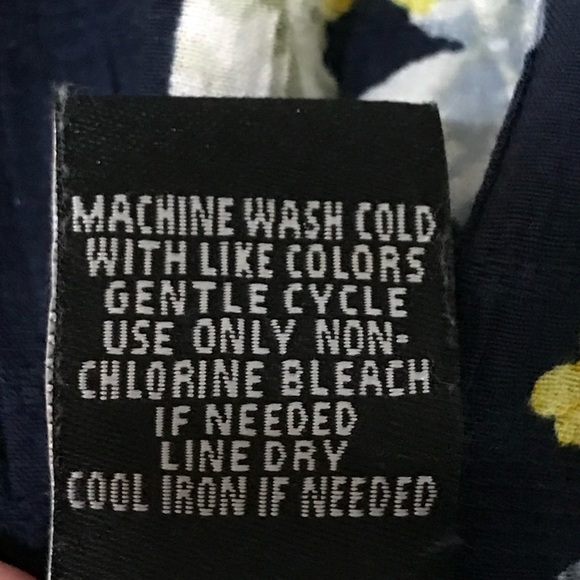 MACHINE WASH COLD
WITH LIKE COLORS
GENTLE CYCLE
USE ONLY NON-
CHLORINE BLEACH
IF NEEDED
LINE DRY
COOL IRON IF NEEDED